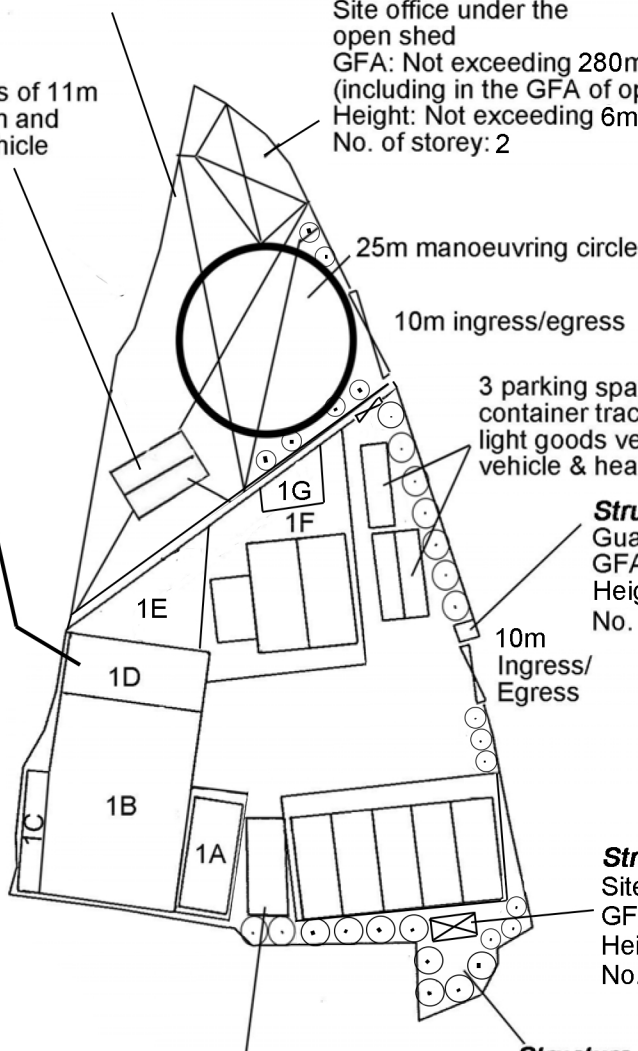 Site office under the
open shed
GFA: Not exceeding 280m
(including in the GFA of op
Height: Not exceeding 6m
No. of storey: 2
s of 11m
and
hicle
25m manoeuvring circle
10m ingress/egress
3 parking spa
container trac
light goods ve
vehicle & hea
Stru
Gua
GFA
Heig
No.
10m
Ingress/
Egress
1G
1F
1E
1D
1B
1C
1A
Str
Site
GF
Hei
No.